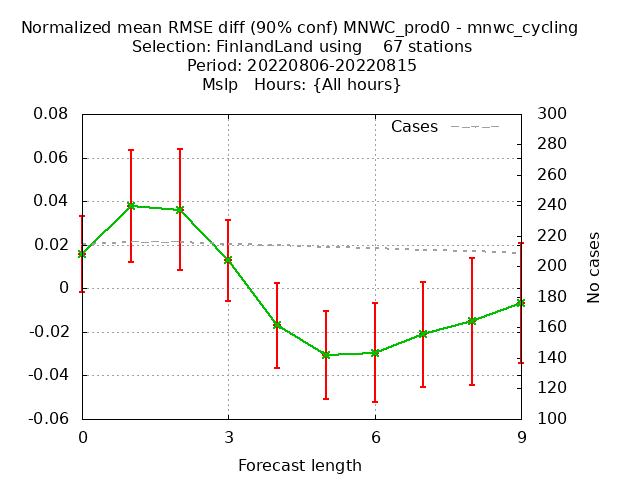 Normalized mean RMSE diff (90% conf) MNWC_prod0 - mnwc_cycling
Selection: FinlandLand using 67 stations
Period: 20220806-20220815
Mslp Hours: {All hours}
0.08
0.06
0.04
0.02
0
-0.02
-0.04
-0.06
Cases
300
280
260
240
220
200
180
160
140
120
100
No cases
0 3 6 9
Forecast length